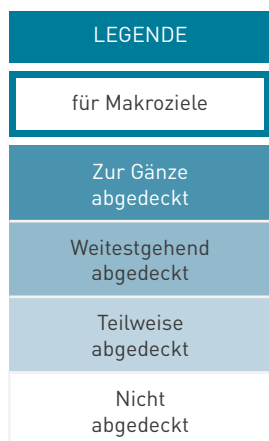 LEGENDE
für Makroziele
Zur Gänze
abgedeckt
Weitestgehend
abgedeckt
Teilweise
abgedeckt
Nicht
abgedeckt